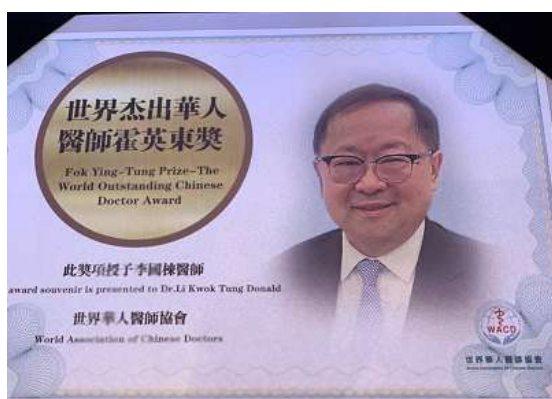 世界杰出華人
醫師霍英東獎
Fok Ying-Tung Prize-The
World Outstanding Chinese
Doctor Award
此獎項授予李國棟醫師
award souvenir is presented to Dr.Li Kwok Tung Donald
世界華人醫師協會
World Association of Chinese Doctors
WACD
世界華人醫師協會